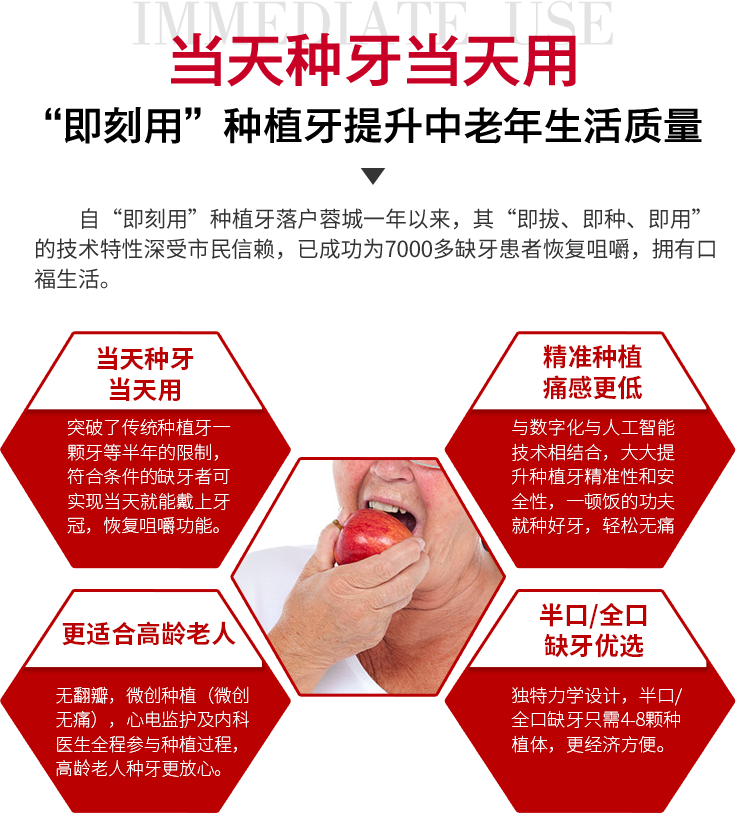 IMMEDIATE USE
当天种牙当天用
“即刻用”种植牙提升中老年生活质量
自“即刻用”种植牙落户蓉城一年以来，其“即拔、即种、即用”
的技术特性深受市民信赖，已成功为7000多缺牙患者恢复咀嚼，拥有口
福生活。
当天种牙
当天用
突破了传统种植牙一
颗牙等半年的限制，
符合条件的缺牙者可
实现当天就能戴上牙
冠，恢复咀嚼功能。
精准种植
痛感更低
与数字化与人工智能
技术相结合，大大提
升种植牙精准性和安
全性，一顿饭的功夫
就种好牙，轻松无痛
更适合高龄老人
无翻瓣，微创种植（微创
无痛），心电监护及内科
医生全程参与种植过程，
高龄老人种牙更放心。
半口/全口
缺牙优选
独特力学设计，半口/
全口缺牙只需4-8颗种
植体，更经济方便。